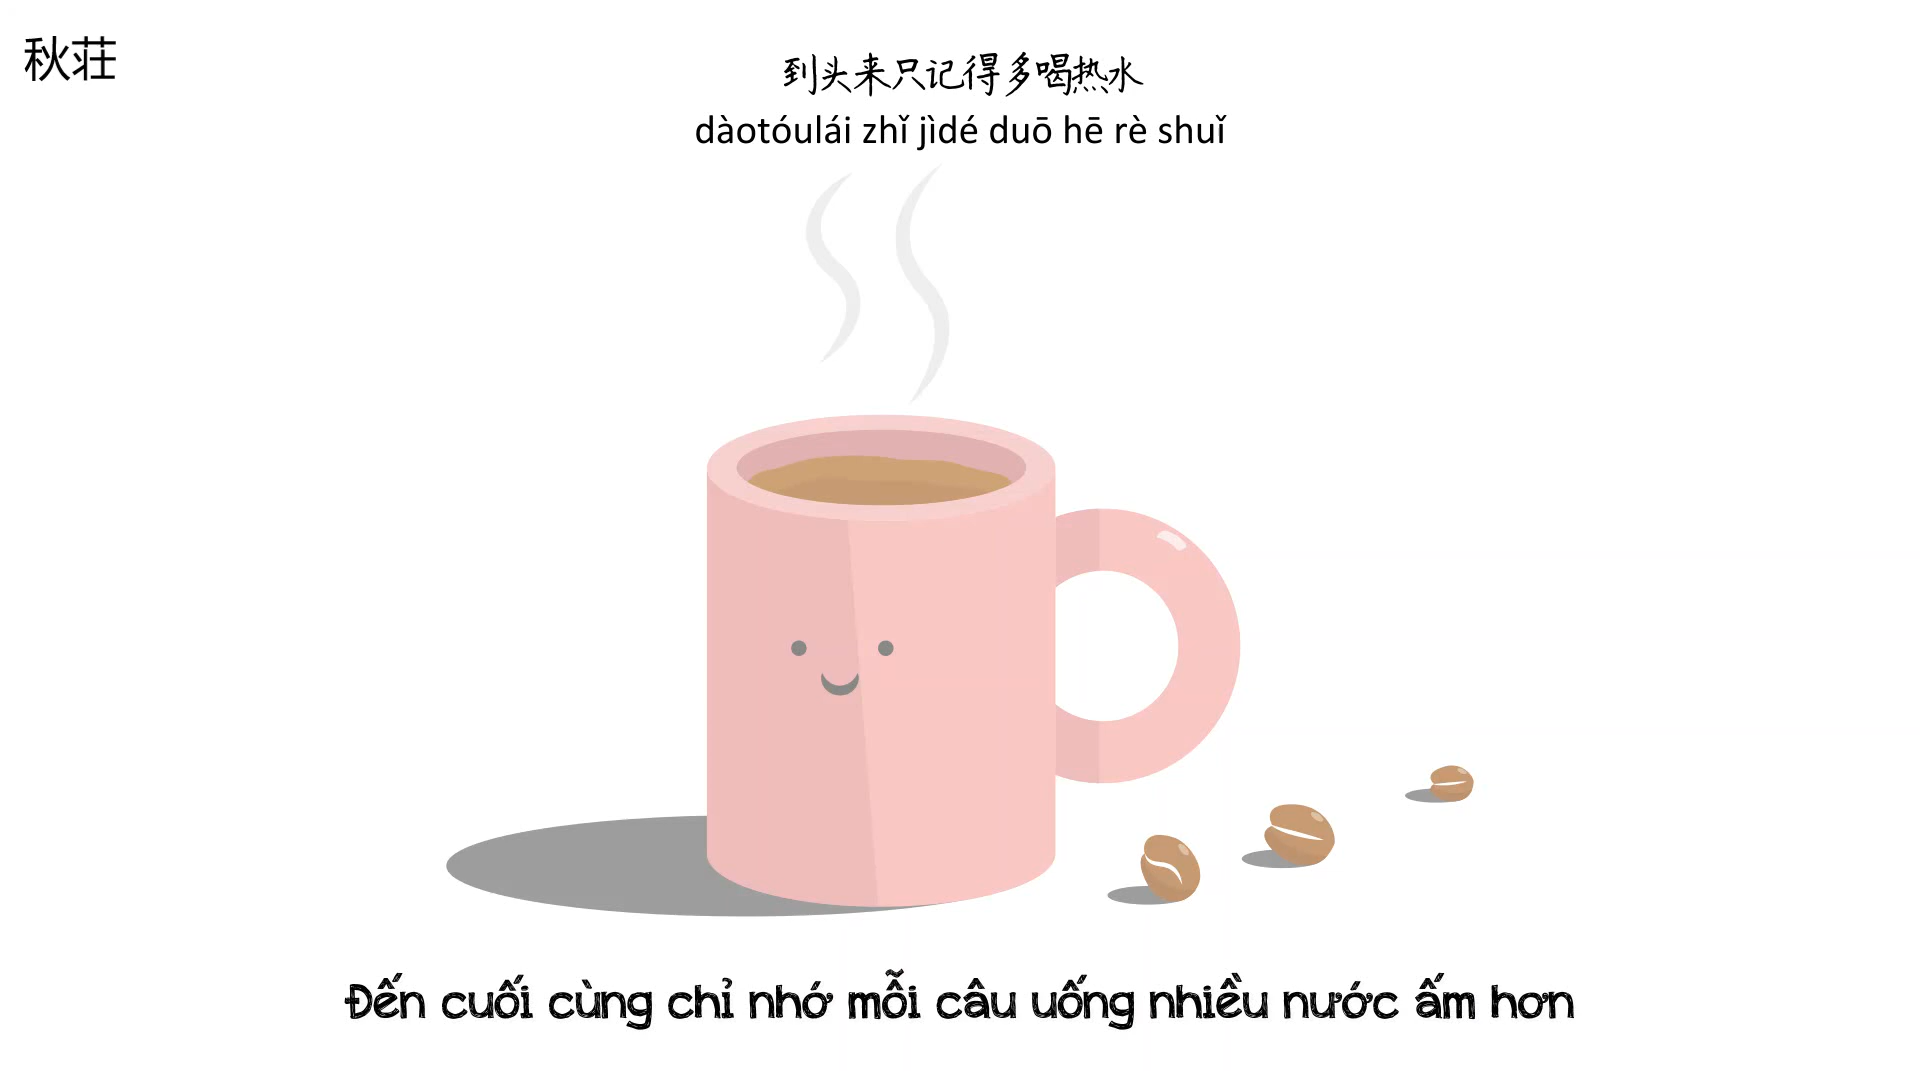 秋荘
到头来只记得多喝热水
dàotóulái zhǐ jìdé duō hē rè shuǐ
Đến cuối cùng chỉ nhớ mỗi câu uống nhiều nước ấm hơn